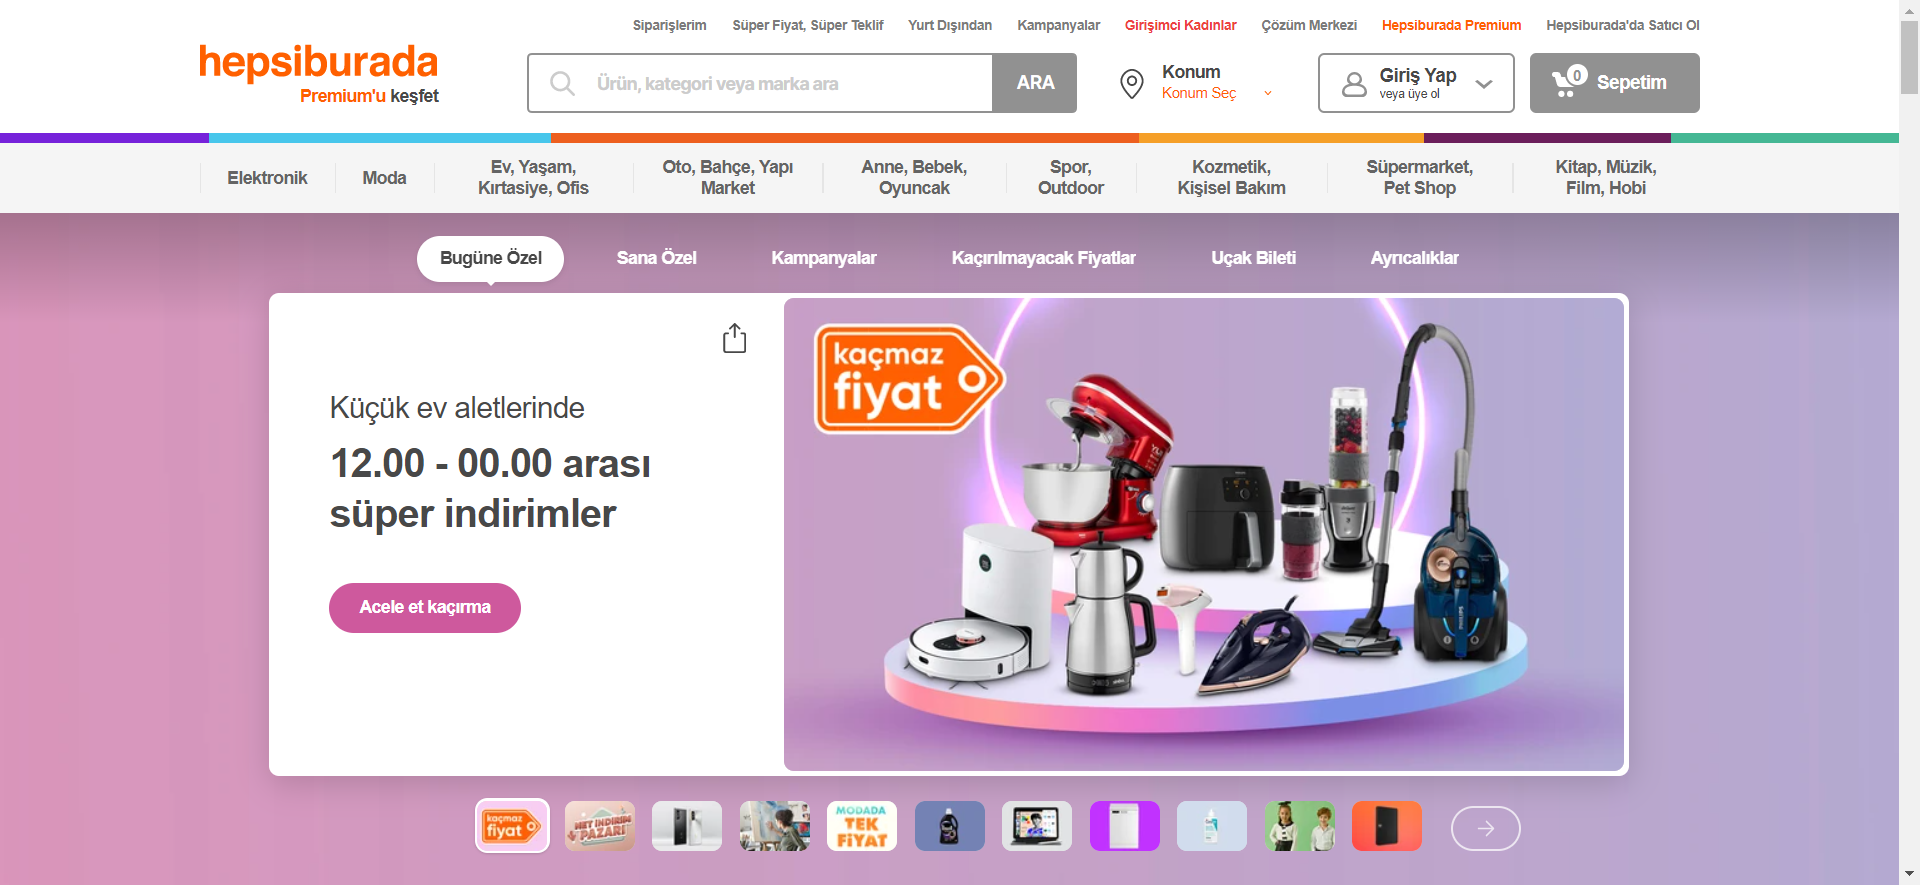 Siparişlerim
Süper Fiyat, Süper Teklif
Yurt Dışından
Kampanyalar
Girişimci Kadınlar
Çözüm Merkezi
Hepsiburada Premium
Hepsiburada'da Satıcı Ol
hepsiburada
Premium'u keşfet
Ürün, kategori veya marka ara
ARA
Konum
Konum Seç
Giriş Yap
veya üye ol
0
Sepetim
Elektronik
Moda
Ev, Yaşam,
Kırtasiye, Ofis
Oto, Bahçe, Yapı
Market
Anne, Bebek,
Oyuncak
Spor,
Outdoor
Kozmetik,
Kişisel Bakım
Süpermarket,
Pet Shop
Kitap, Müzik,
Film, Hobi
Bugüne Özel
Sana Özel
Kampanyalar
Kaçırılmayacak Fiyatlar
Uçak Bileti
Ayrıcalıklar
Küçük ev aletlerinde
12.00 - 00.00 arası
süper indirimler
Acele et kaçırma
kaçmaz
fiyat
PHILIPS
kaçmaz
fiyat
NET İNDİRİM
PAZARI
MODADA
TEK
FİYAT